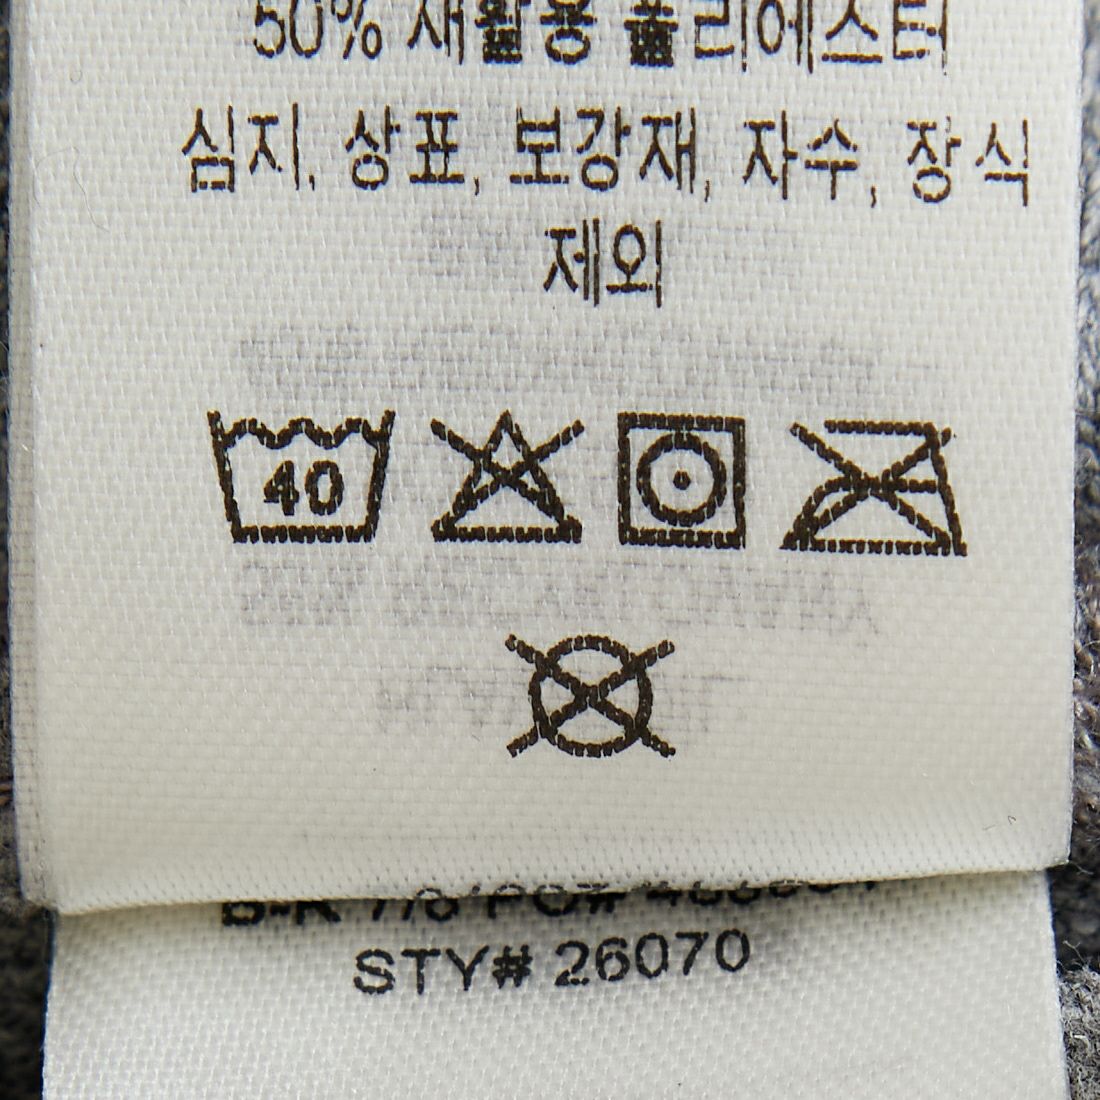 50% 재활용 폴리에스터
심지, 상표, 보강재, 자수, 장식
제외
40
STY# 26070